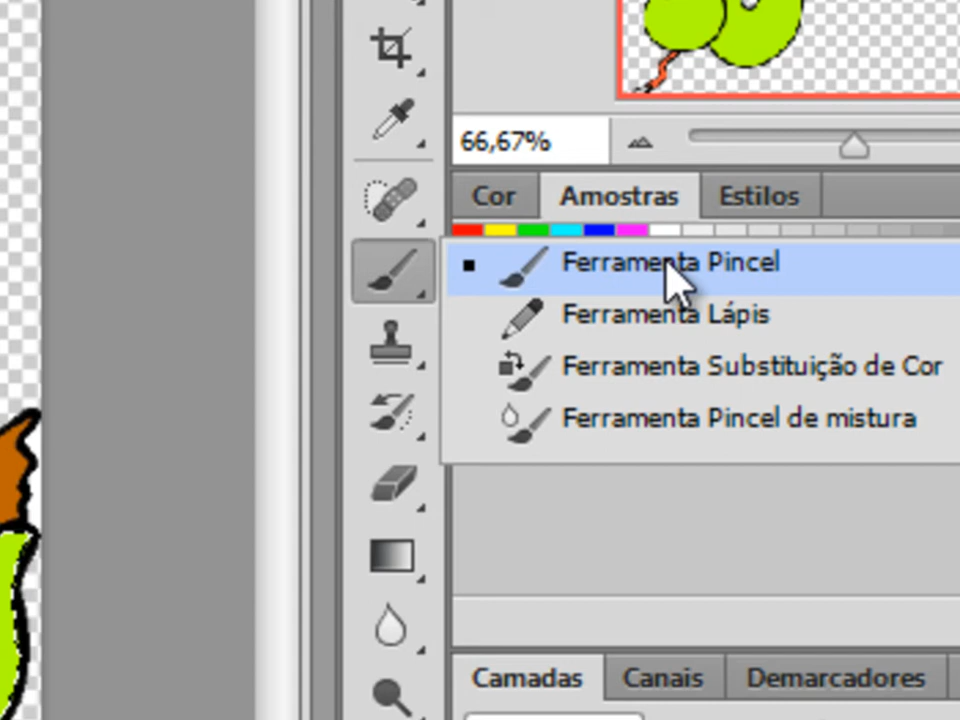 66,67%
Cor Amostras Estilos
Ferramenta Pincel
Ferramenta Lápis
Ferramenta Substituição de Cor
Ferramenta Pincel de mistura
Camadas Canais Demarcadores